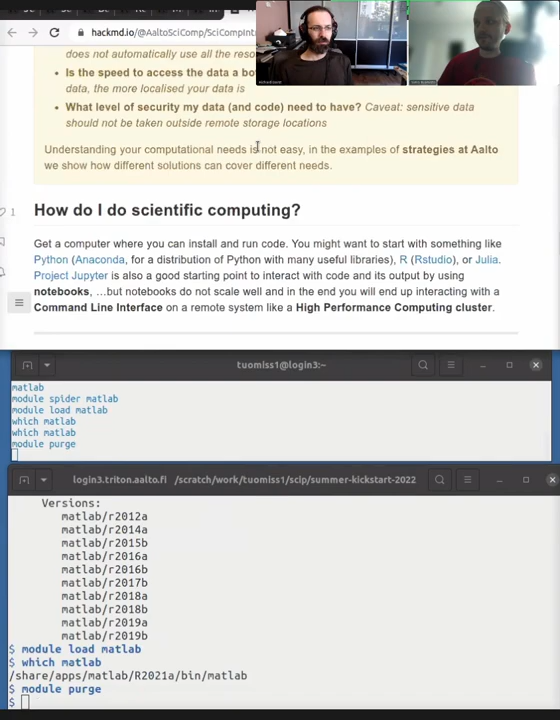 hackmd.io/@AaltoSciComp/SciCompInt
does not automatically use all the reso
Is the speed to access the data a bo
data, the more localised your data is
What level of security my data (and code) need to have? Caveat: sensitive data
should not be taken outside remote storage locations
Understanding your computational needs is not easy, in the examples of strategies at Aalto
we show how different solutions can cover different needs.
1
How do I do scientific computing?
Get a computer where you can install and run code. You might want to start with something like
Python (Anaconda, for a distribution of Python with many useful libraries), R (Rstudio), or Julia.
Project Jupyter is also a good starting point to interact with code and its output by using
notebooks, ...but notebooks do not scale well and in the end you will end up interacting with a
Command Line Interface on a remote system like a High Performance Computing cluster.
tuomiss1@login3:~
matlab
module spider matlab
module load matlab
which matlab
which matlab
module purge
login3.triton.aalto.fi /scratch/work/tuomiss1/scip/summer-kickstart-2022
Versions:
matlab/r2012a
matlab/r2014a
matlab/r2015b
matlab/r2016a
matlab/r2016b
matlab/r2017b
matlab/r2018a
matlab/r2018b
matlab/r2019a
matlab/r2019b
$ module load matlab
$ which matlab
/share/apps/matlab/R2021a/bin/matlab
$ module purge
$